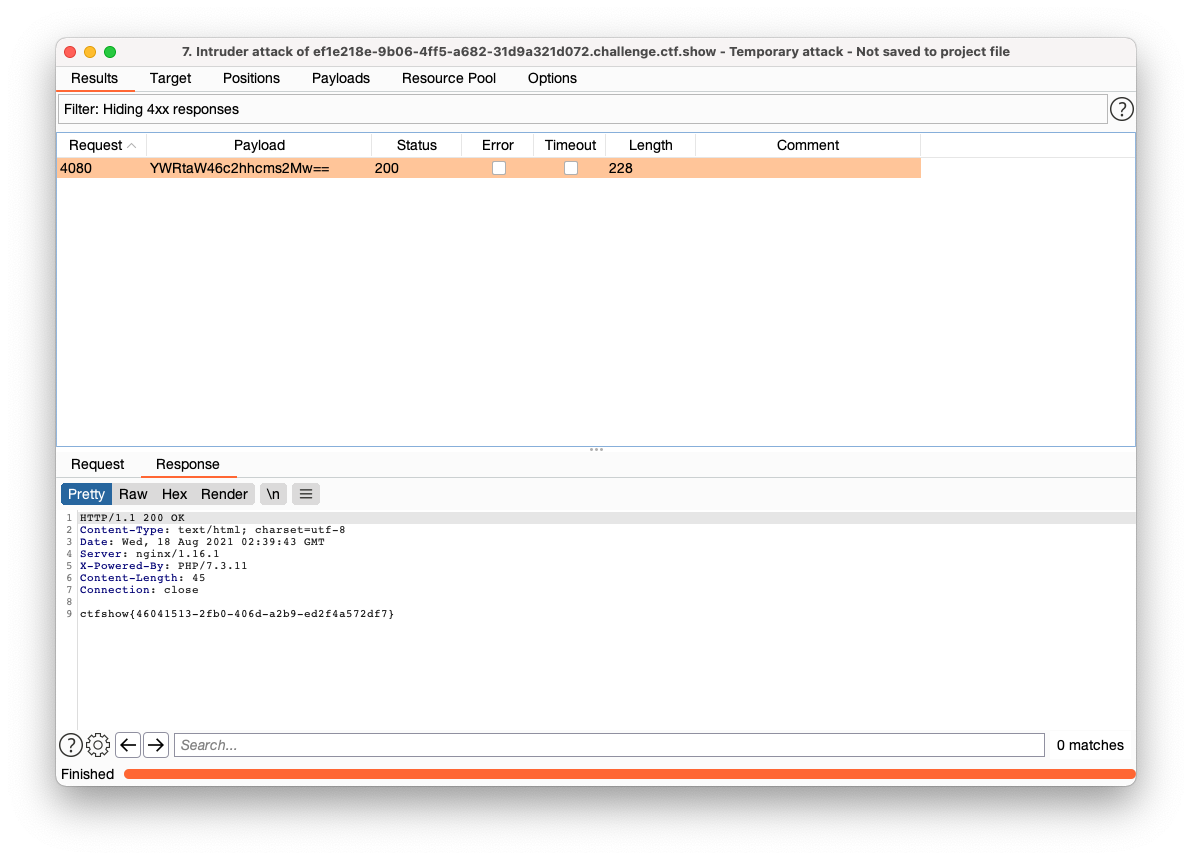 7. Intruder attack of ef1e218e-9b06-4ff5-a682-31d9a321d072.challenge.ctf.show - Temporary attack - Not saved to project file
Results Target Positions Payloads Resource Pool Options
Filter: Hiding 4xx responses ?
Request Payload Status Error Timeout Length Comment
4080 YWRtaW46c2hhcms2Mw== 200 228
Request Response
Pretty Raw Hex Render \n
1 HTTP/1.1 200 OK
2 Content-Type: text/html; charset=utf-8
3 Date: Wed, 18 Aug 2021 02:39:43 GMT
4 Server: nginx/1.16.1
5 X-Powered-By: PHP/7.3.11
6 Content-Length: 45
7 Connection: close
8
9 ctfshow{46041513-2fb0-406d-a2b9-ed2f4a572df7}
? Search... 0 matches
Finished